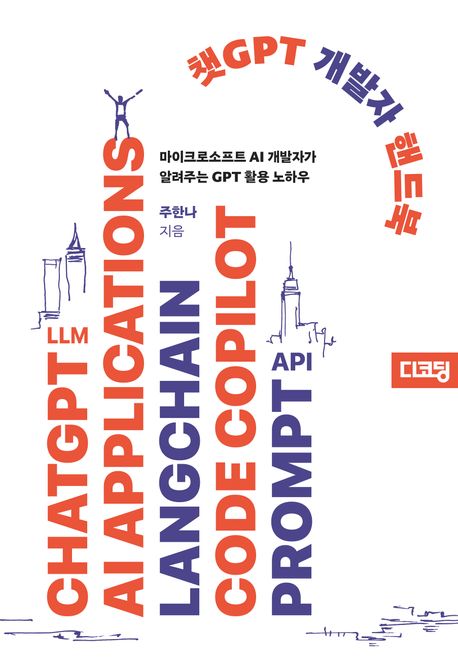 챗GPT 개발자 핸드북
마이크로소프트 AI 개발자가
알려주는 GPT 활용 노하우
주한나
지음
CHATGPT LLM
AI APPLICATIONS
LANGCHAIN
CODE COPILOT
PROMPT API
디코딩